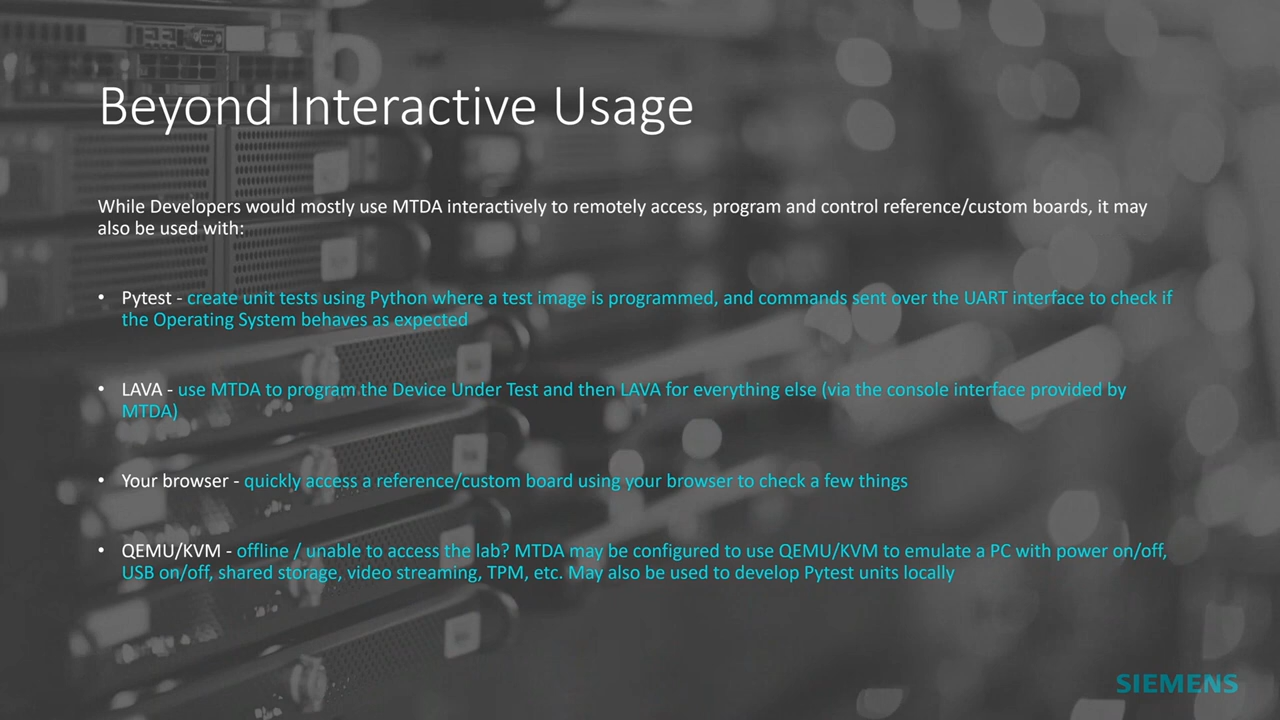 Beyond Interactive Usage
While Developers would mostly use MTDA interactively to remotely access, program and control reference/custom boards, it may
also be used with:
• Pytest - create unit tests using Python where a test image is programmed, and commands sent over the UART interface to check if
the Operating System behaves as expected
• LAVA - use MTDA to program the Device Under Test and then LAVA for everything else (via the console interface provided by
MTDA)
• Your browser - quickly access a reference/custom board using your browser to check a few things
• QEMU/KVM - offline / unable to access the lab? MTDA may be configured to use QEMU/KVM to emulate a PC with power on/off,
USB on/off, shared storage, video streaming, TPM, etc. May also be used to develop Pytest units locally
SIEMENS